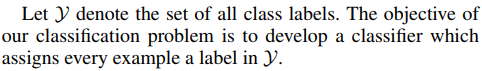 Let 𝒴 denote the set of all class labels. The objective of
our classification problem is to develop a classifier which
assigns every example a label in 𝒴.